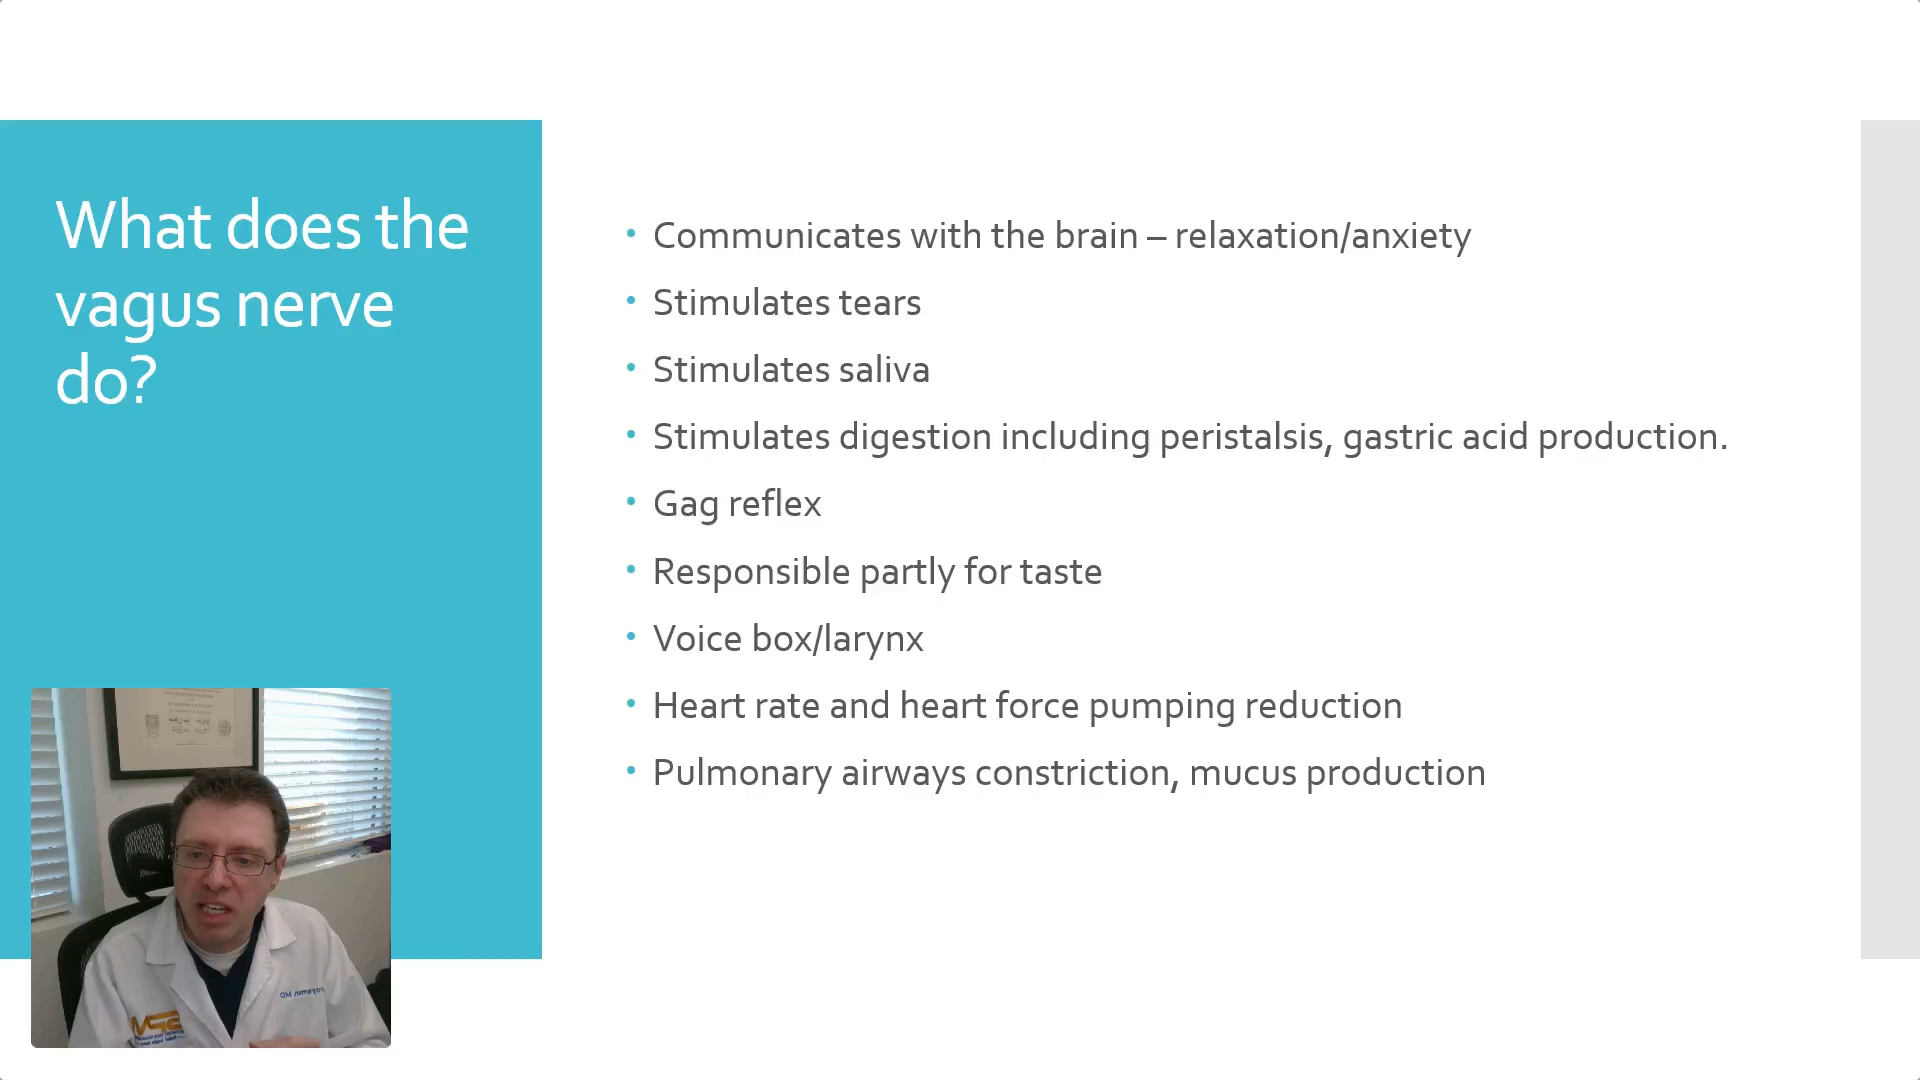 What does the
vagus nerve
do?
Communicates with the brain – relaxation/anxiety
Stimulates tears
Stimulates saliva
Stimulates digestion including peristalsis, gastric acid production.
Gag reflex
Responsible partly for taste
Voice box/larynx
Heart rate and heart force pumping reduction
Pulmonary airways constriction, mucus production